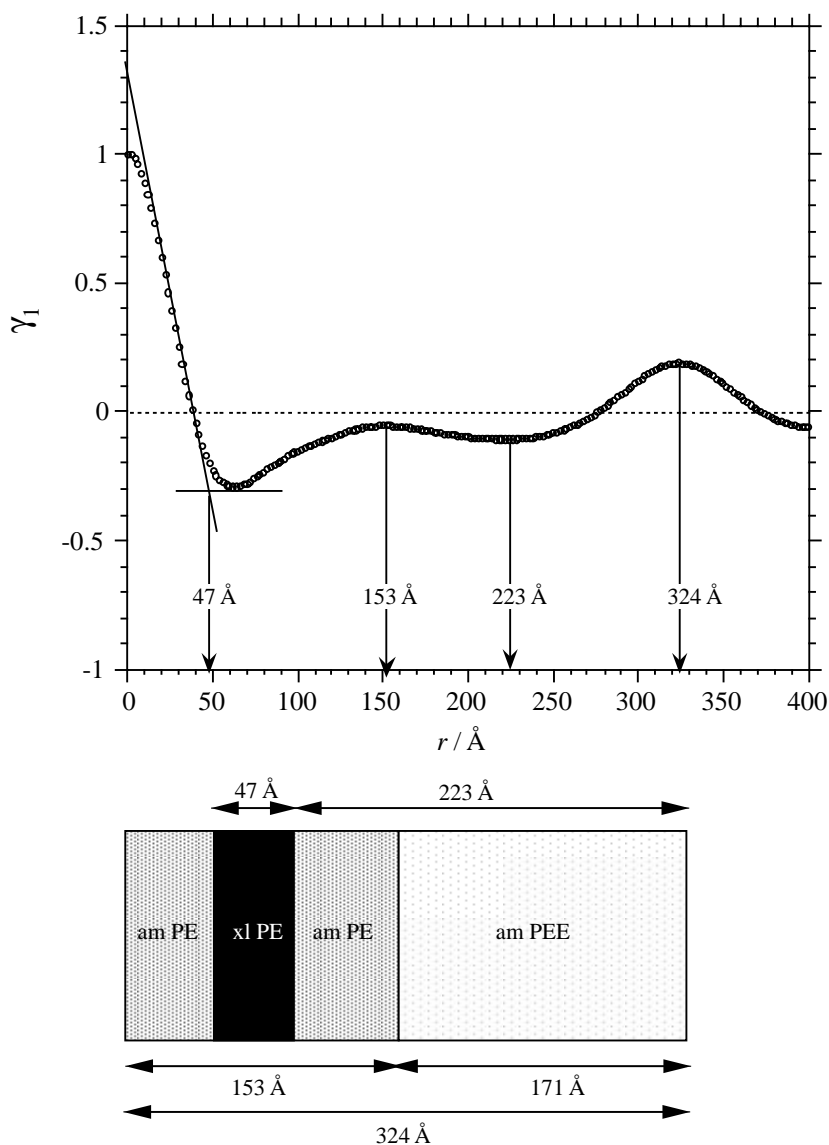 1.5
1
0.5
0
-0.5
-1
γ1
47 Å 153 Å 223 Å 324 Å
0 50 100 150 200 250 300 350 400
r / Å
47 Å 223 Å
am PE xl PE am PE am PEE
153 Å 171 Å
324 Å